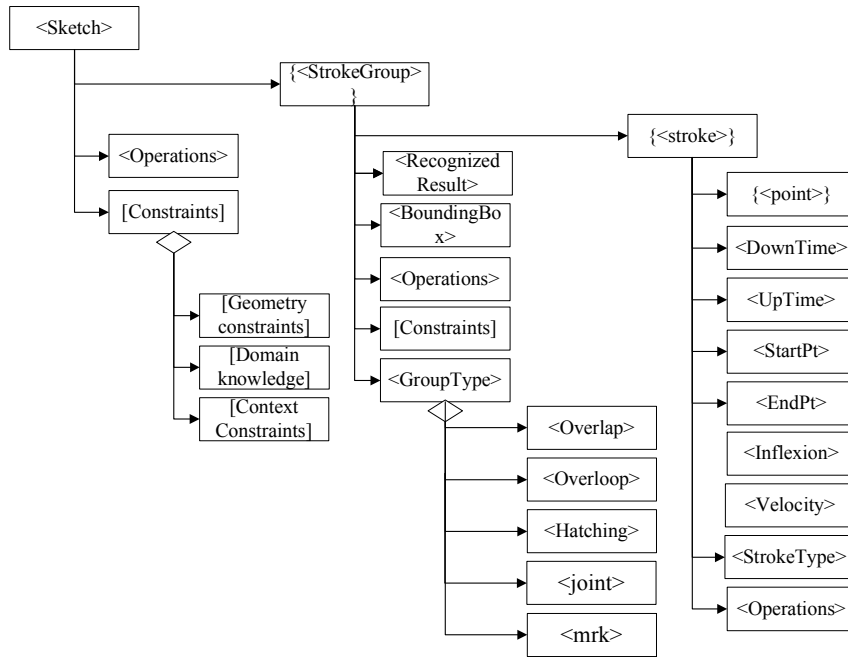 <Sketch>
{<StrokeGroup>
}
{<stroke>}
<Operations>
[Constraints]
[Geometry
constraints]
[Domain
knowledge]
[Context
Constraints]
<Recognized
Result>
<BoundingBo
x>
<Operations>
[Constraints]
<GroupType>
<Overlap>
<Overloop>
<Hatching>
<joint>
<mrk>
{<point>}
<DownTime>
<UpTime>
<StartPt>
<EndPt>
<Inflexion>
<Velocity>
<StrokeType>
<Operations>